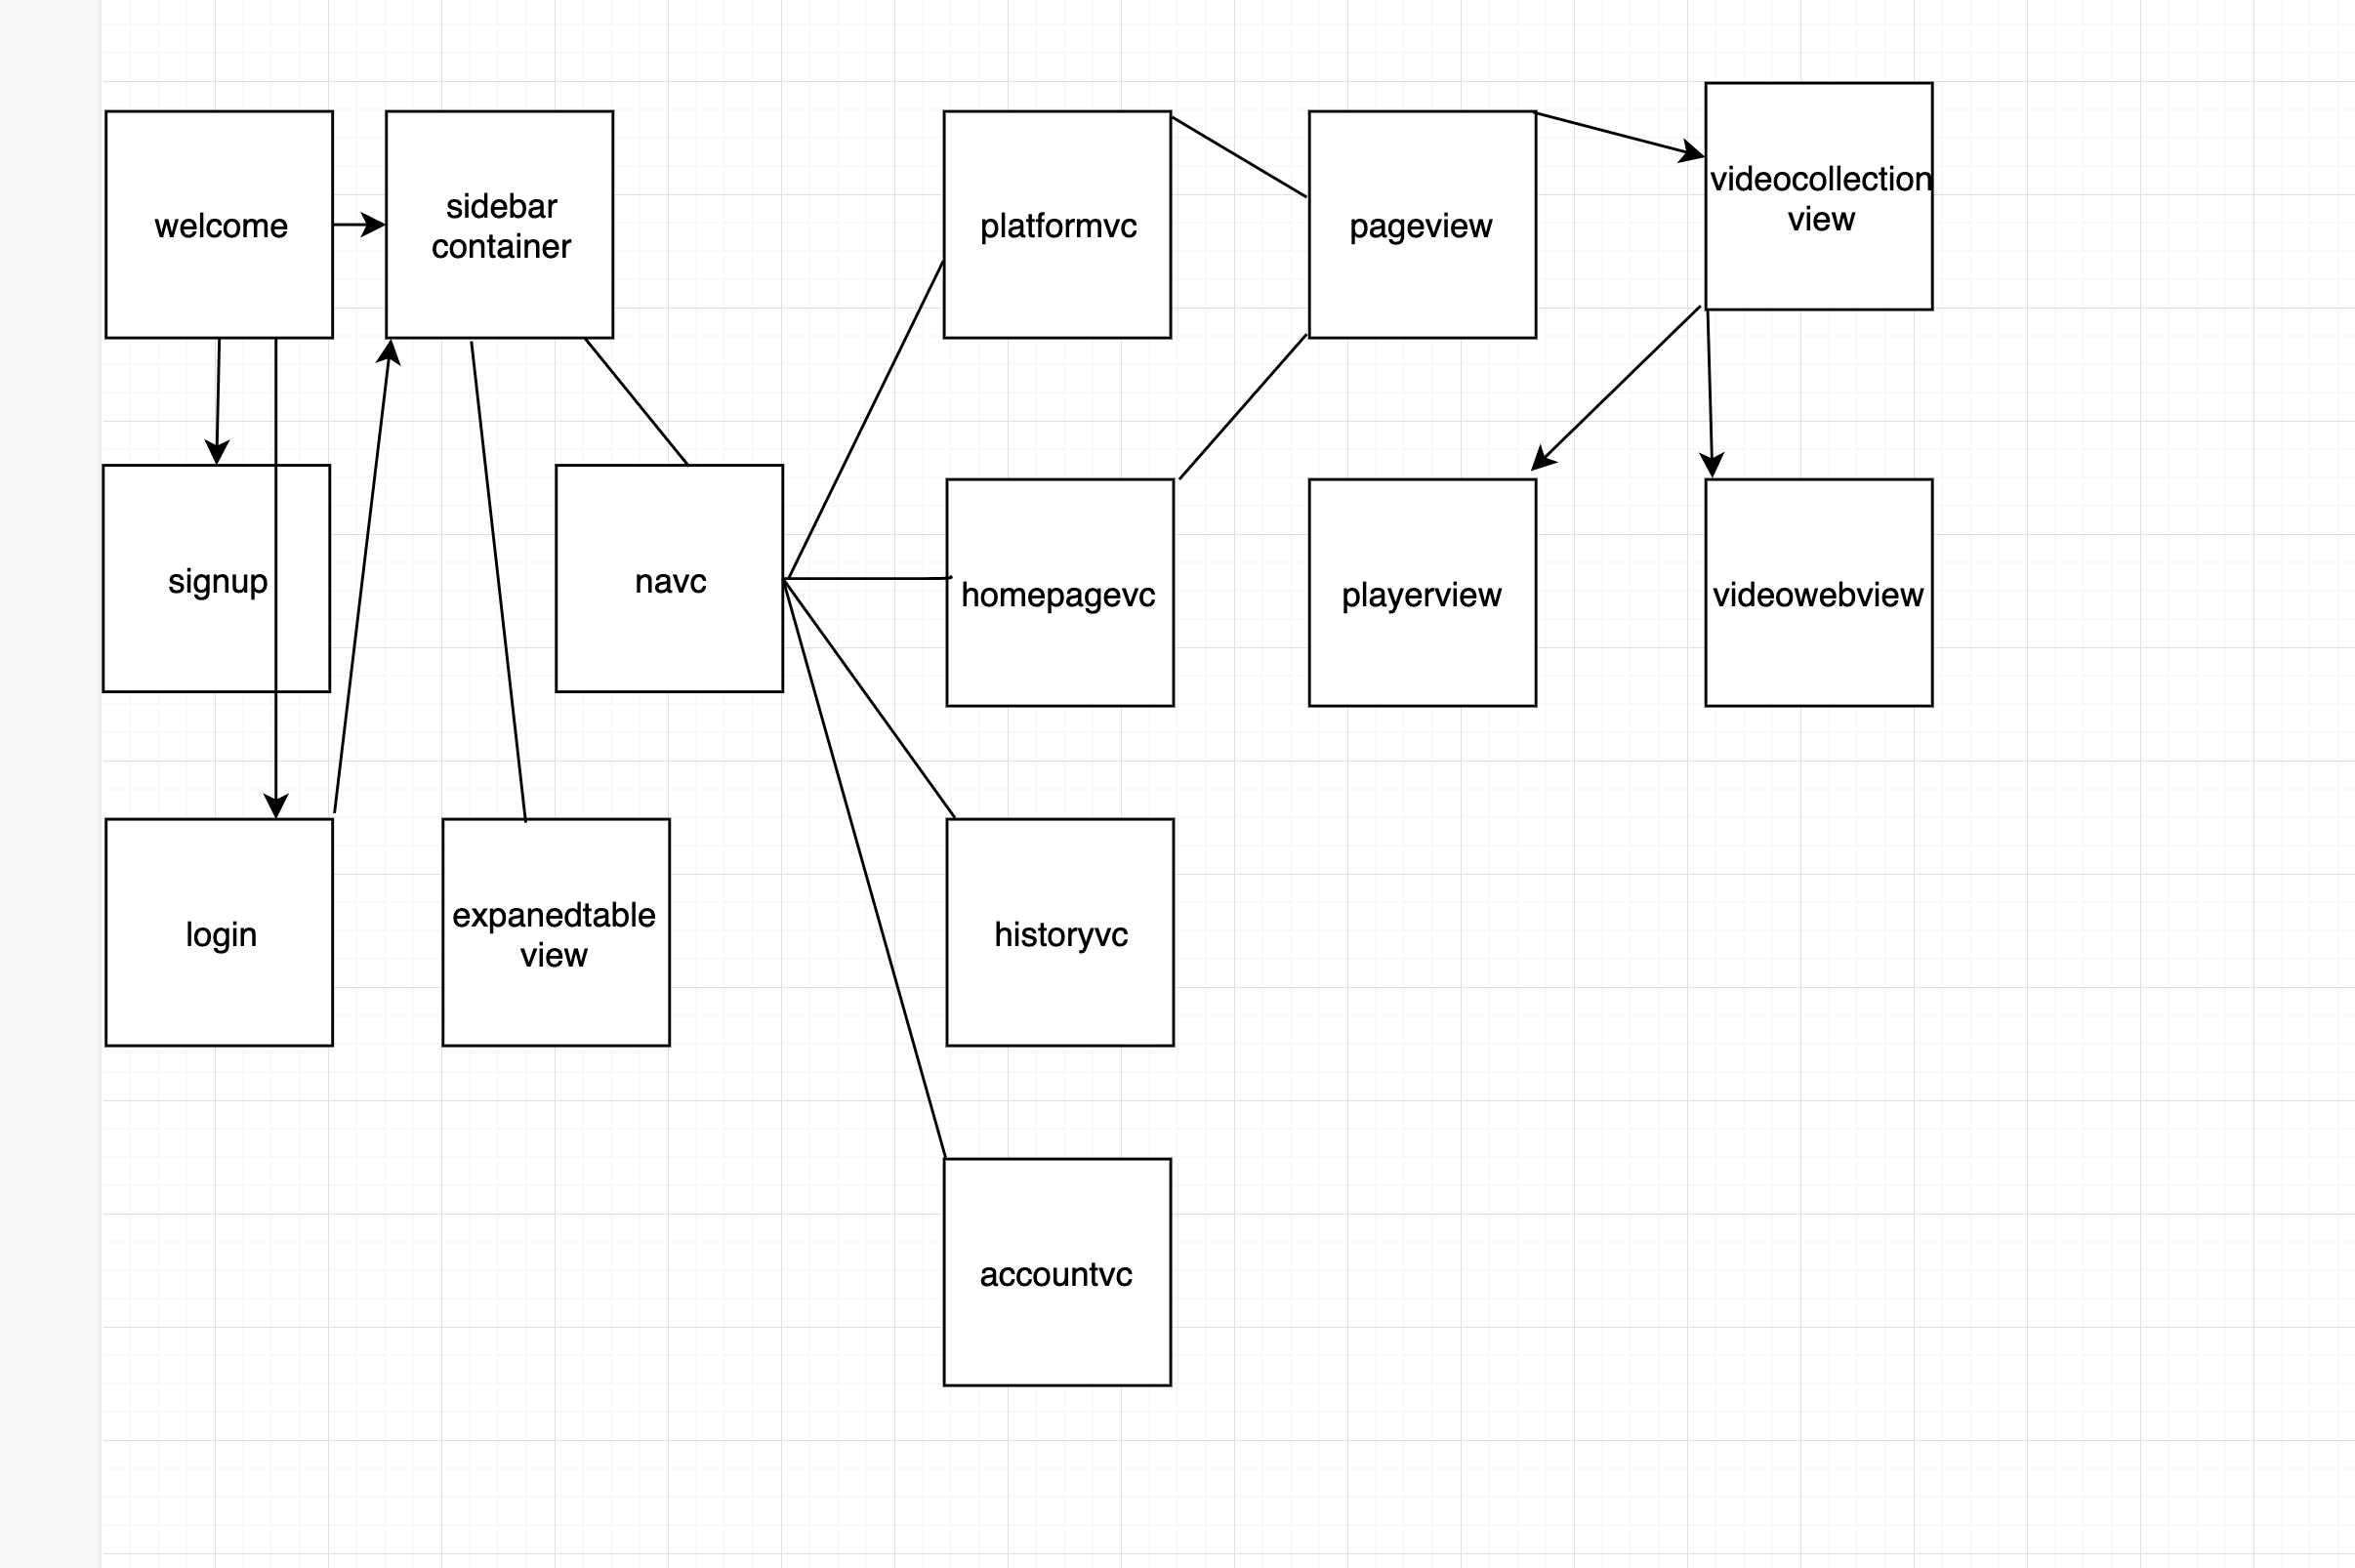 welcome
sidebar
container
platformvc
pageview
videocollection
view
signup
navc
homepagevc
playerview
videowebview
login
expanedtable
view
historyvc
accountvc